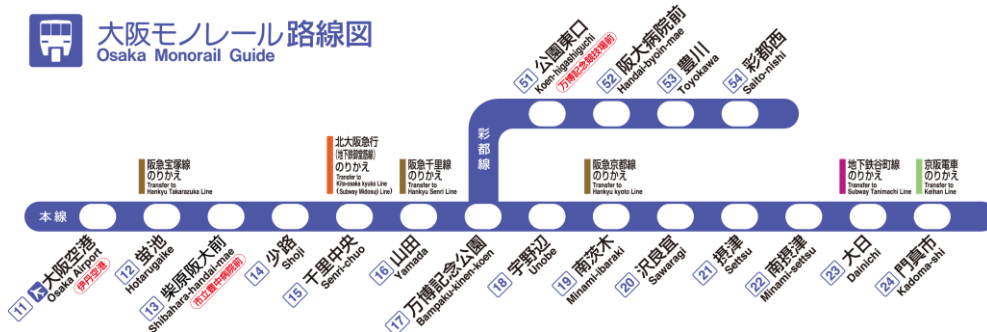 大阪モノレール路線図
Osaka Monorail Guide
51 公園東口
Koen-higashiguchi
万博記念競技場前
52 阪大病院前
Handai-byoin-mae
53 豊川
Toyokawa
54 彩都西
Saito-nishi
彩都線
阪急宝塚線
のりかえ
Transfer to
Hankyu Takarazuka Line
北大阪急行
(地下鉄御堂筋線)
のりかえ
Transfer to
Kita-osaka kyuko Line
(Subway Midosuji Line)
阪急千里線
のりかえ
Transfer to
Hankyu Senri Line
阪急京都線
のりかえ
Transfer to
Hankyu kyoto Line
地下鉄谷町線
のりかえ
Transfer to
Subway Tanimachi Line
京阪電車
のりかえ
Transfer to
Keihan Line
本線
11 大阪空港
Osaka Airport
伊丹空港
12 蛍池
Hotarugaike
13 柴原阪大前
Shibahara-handai-mae
市立豊中病院前
14 少路
Shoji
15 千里中央
Senri-chuo
16 山田
Yamada
17 万博記念公園
Bampaku-kinen-koen
18 宇野辺
Unobe
19 南茨木
Minami-ibaraki
20 沢良宜
Sawaragi
21 摂津
Settsu
22 南摂津
Minami-settsu
23 大日
Dainichi
24 門真市
Kadoma-shi